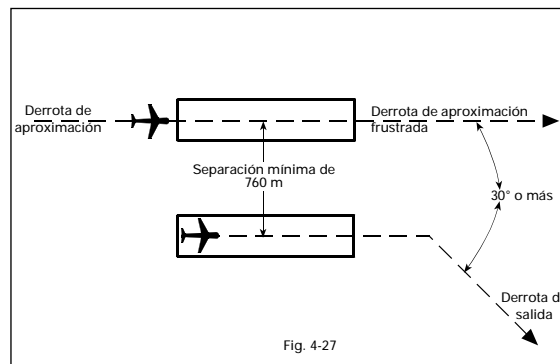 Derrota de
aproximación
Derrota de aproximación
frustrada
Separación mínima de
760 m
30° o más
Derrota d
salida
Fig. 4-27